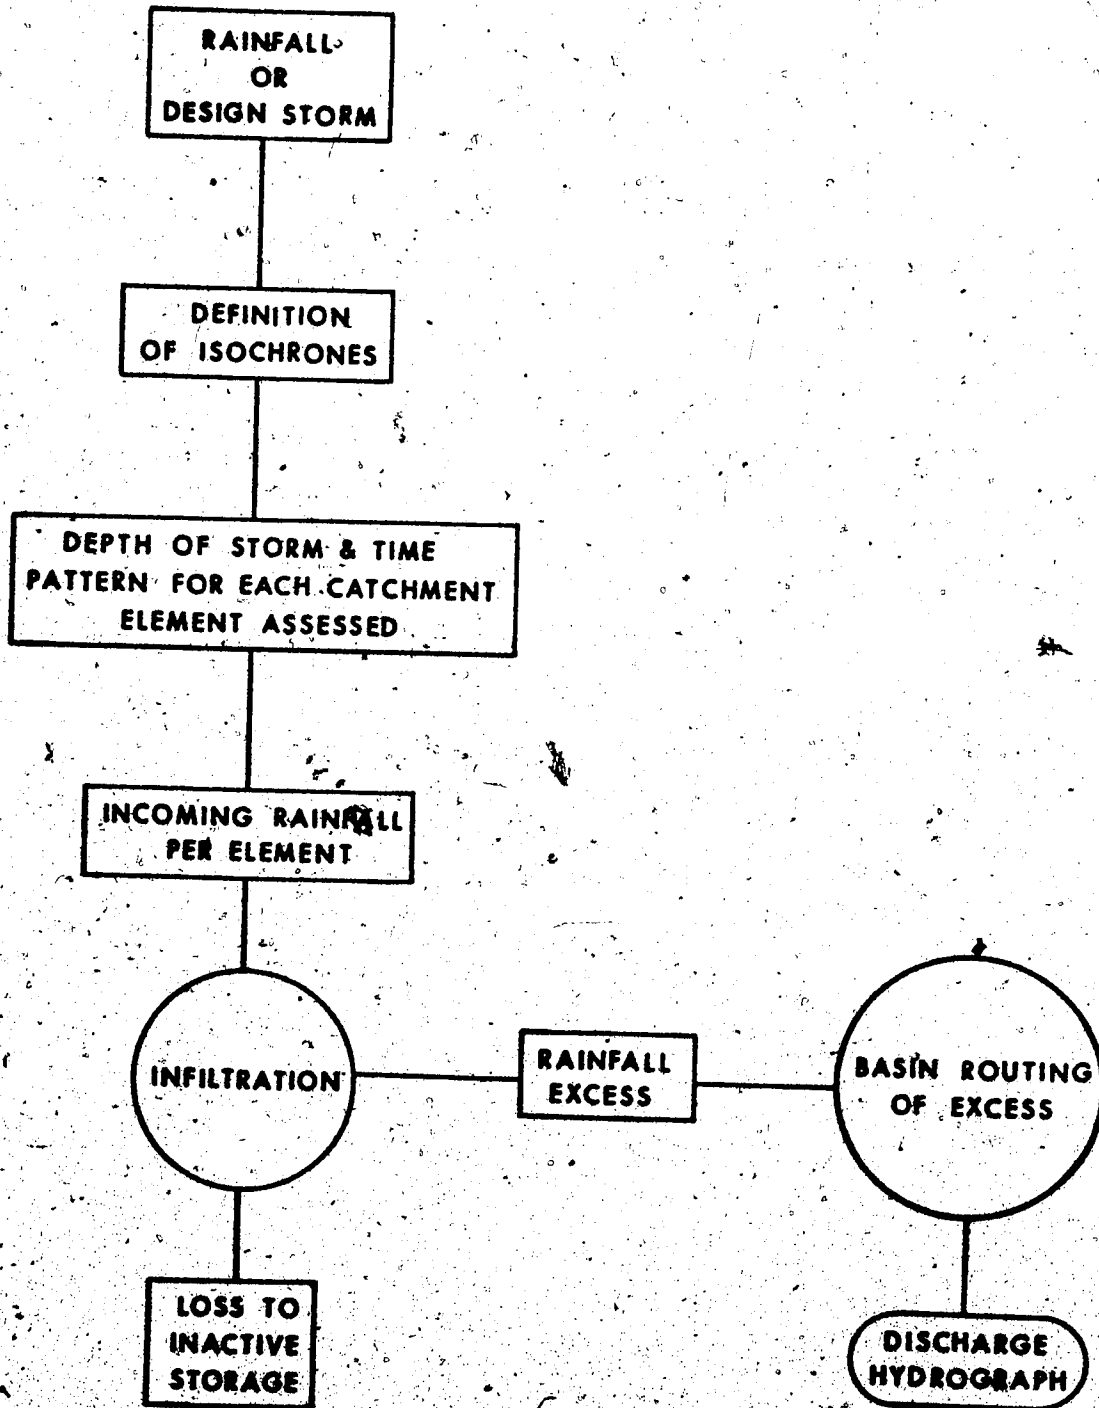 RAINFALL
OR
DESIGN STORM
DEFINITION
OF ISOCHRONES
DEPTH OF STORM & TIME
PATTERN FOR EACH CATCHMENT
ELEMENT ASSESSED
INCOMING RAINFALL
PER ELEMENT
INFILTRATION
RAINFALL
EXCESS
BASIN ROUTING
OF EXCESS
LOSS TO
INACTIVE
STORAGE
DISCHARGE
HYDROGRAPH